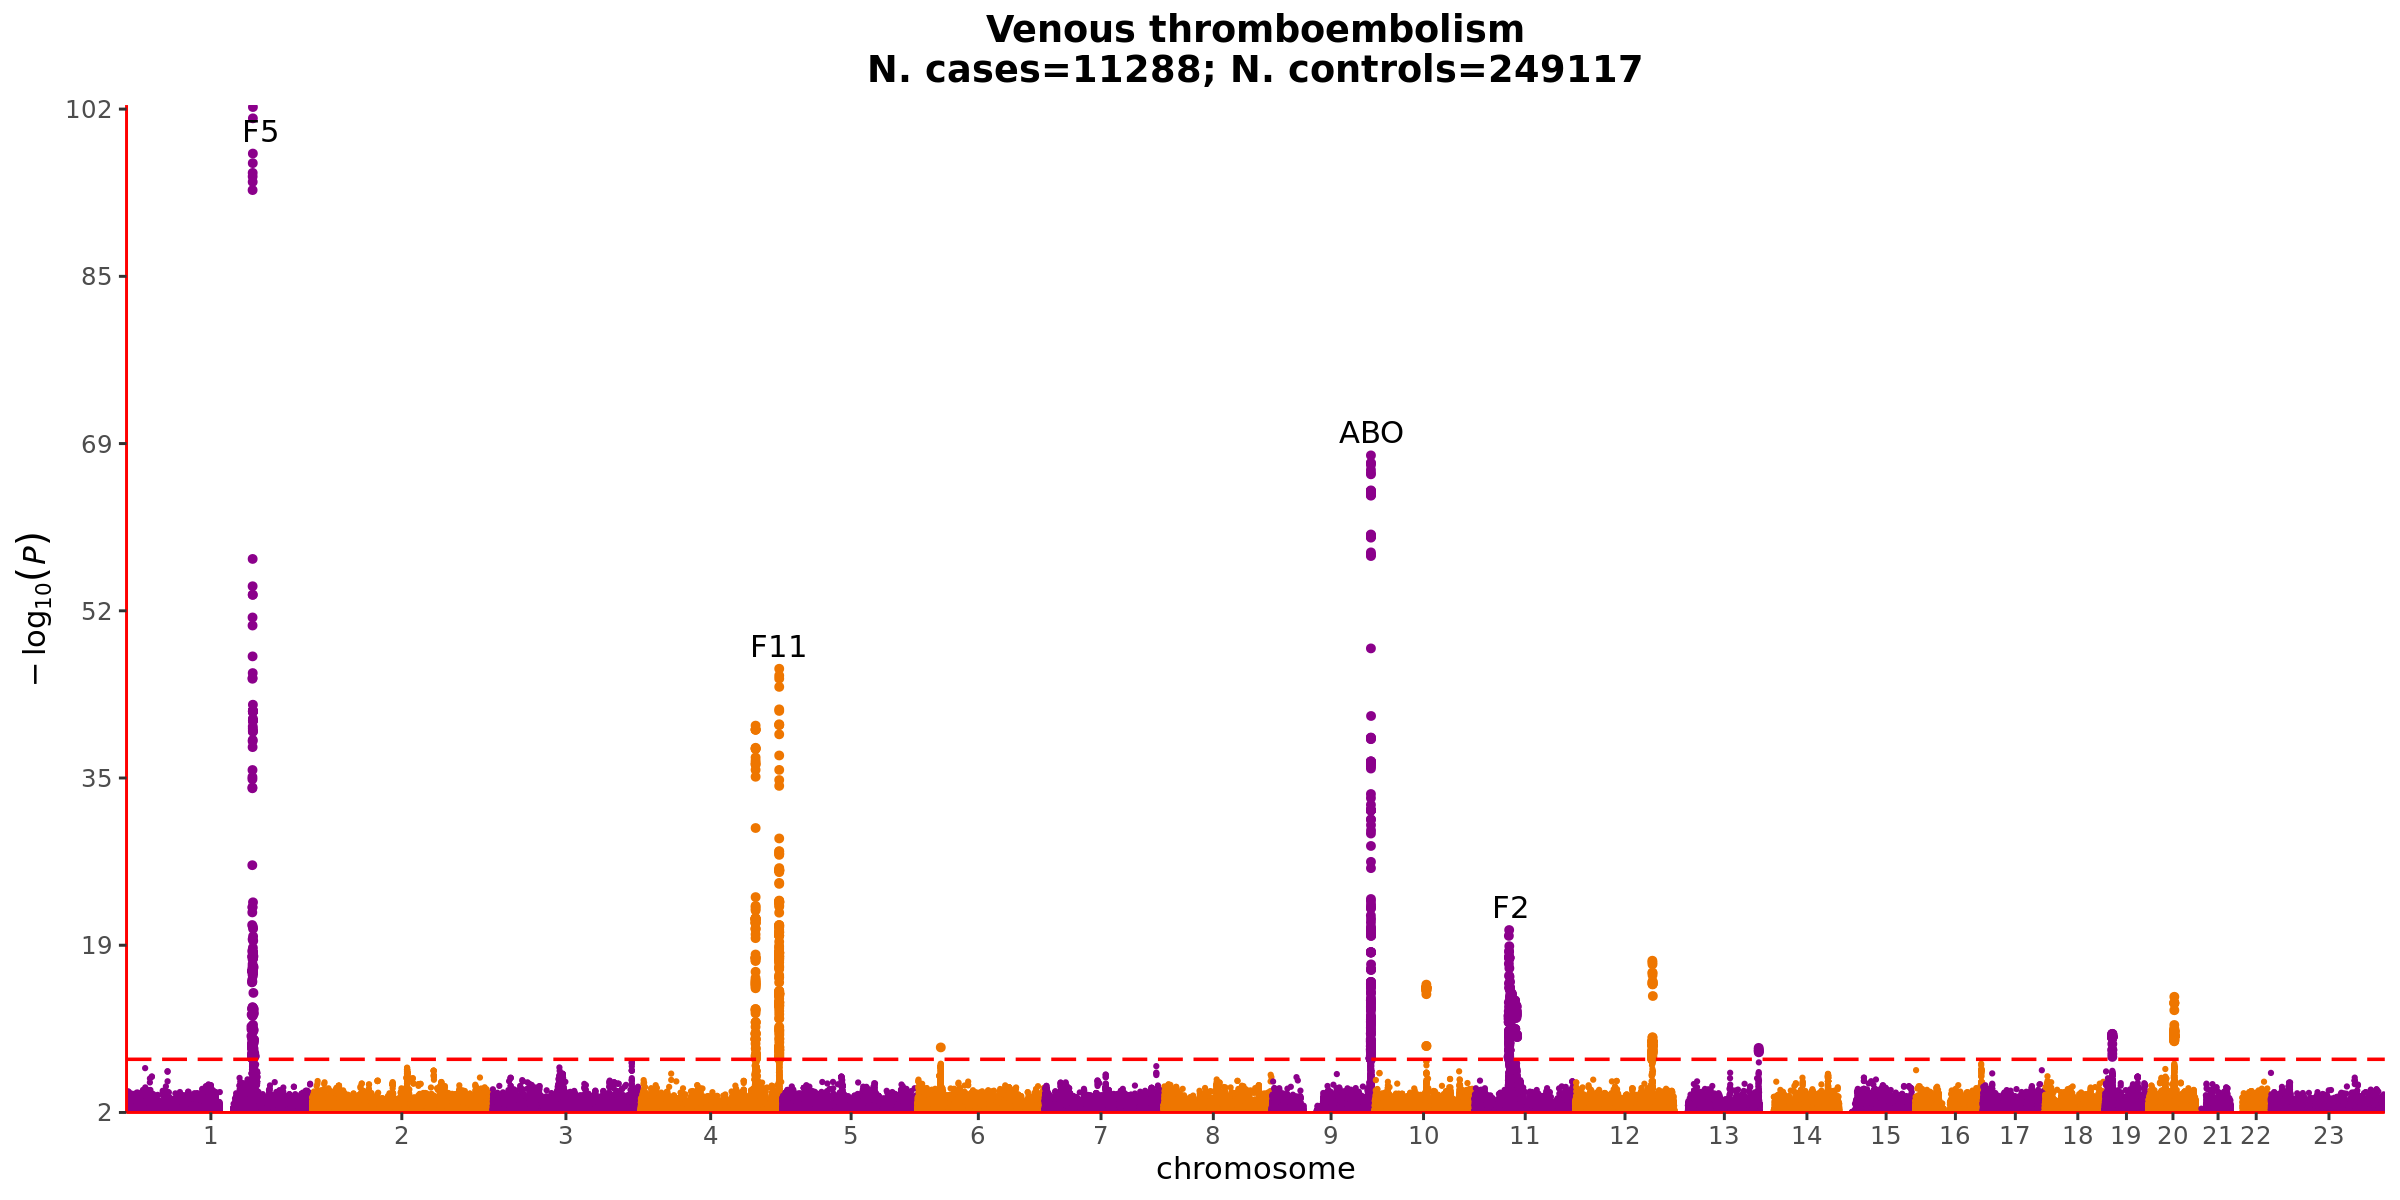 Venous thromboembolism
N. cases=11288; N. controls=249117
102
85
69
52
35
19
2
− log10(P)
F5
ABO
F11
F2
1 2 3 4 5 6 7 8 9 10 11 12 13 14 15 16 17 18 19 20 21 22 23
chromosome